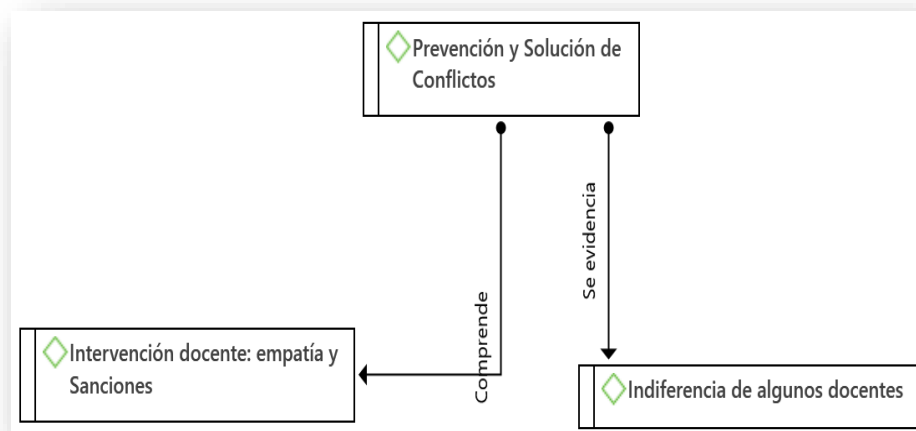 Prevención y Solución de
Conflictos
Se evidencia
Comprende
Intervención docente: empatía y
Sanciones
Indiferencia de algunos docentes